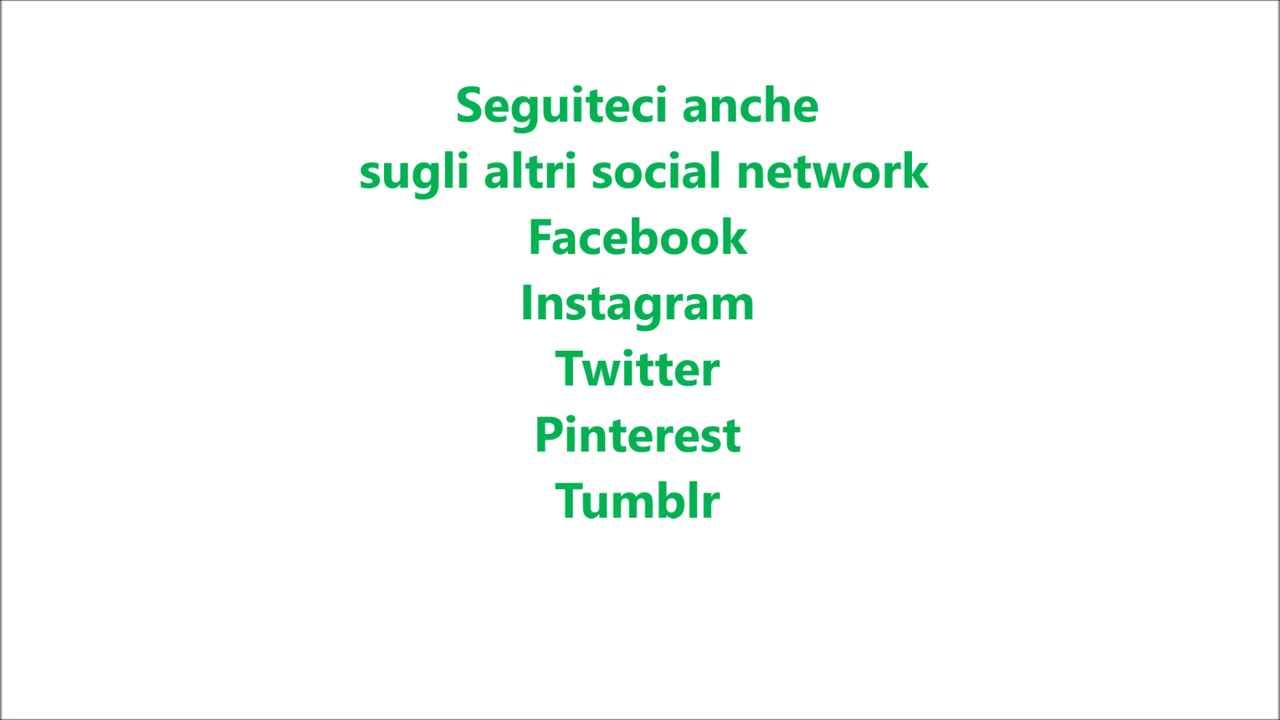 Seguiteci anche
sugli altri social network
Facebook
Instagram
Twitter
Pinterest
Tumblr